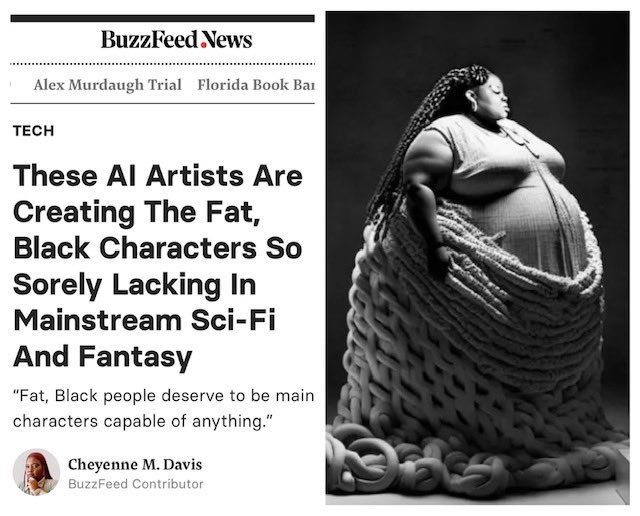 BuzzFeed.News
Alex Murdaugh Trial Florida Book Bar
TECH
These AI Artists Are
Creating The Fat,
Black Characters So
Sorely Lacking In
Mainstream Sci-Fi
And Fantasy
“Fat, Black people deserve to be main
characters capable of anything.”
Cheyenne M. Davis
BuzzFeed Contributor